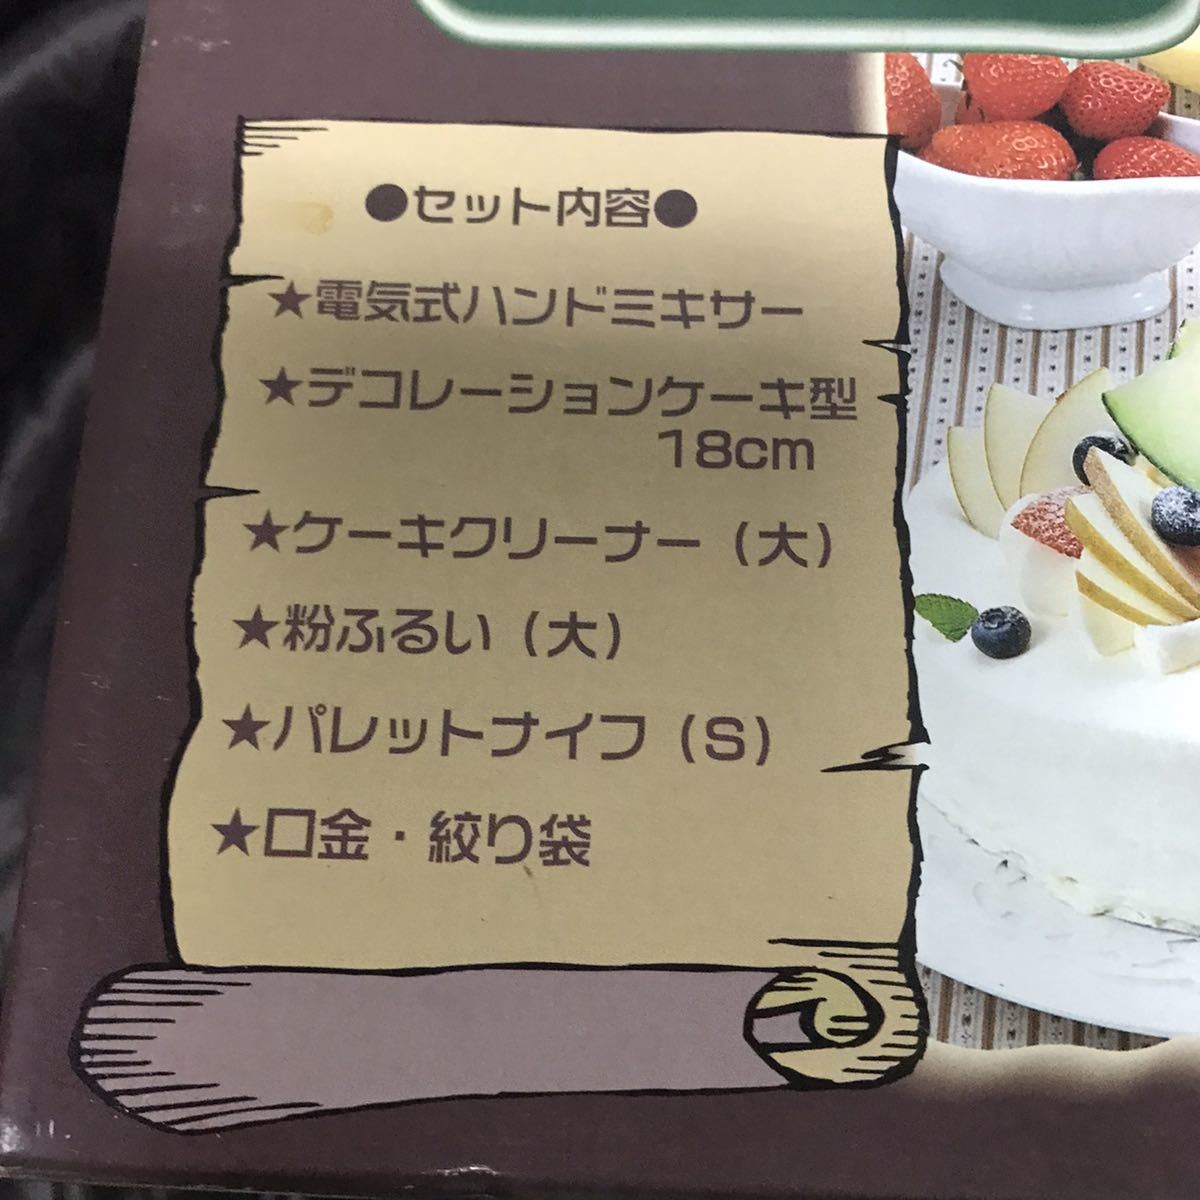 ●セット内容●
★電気式ハンドミキサー
★デコレーションケーキ型
18cm
★ケーキクリーナー(大)
★粉ふるい(大)
★パレットナイフ(S)
★口金・絞り袋